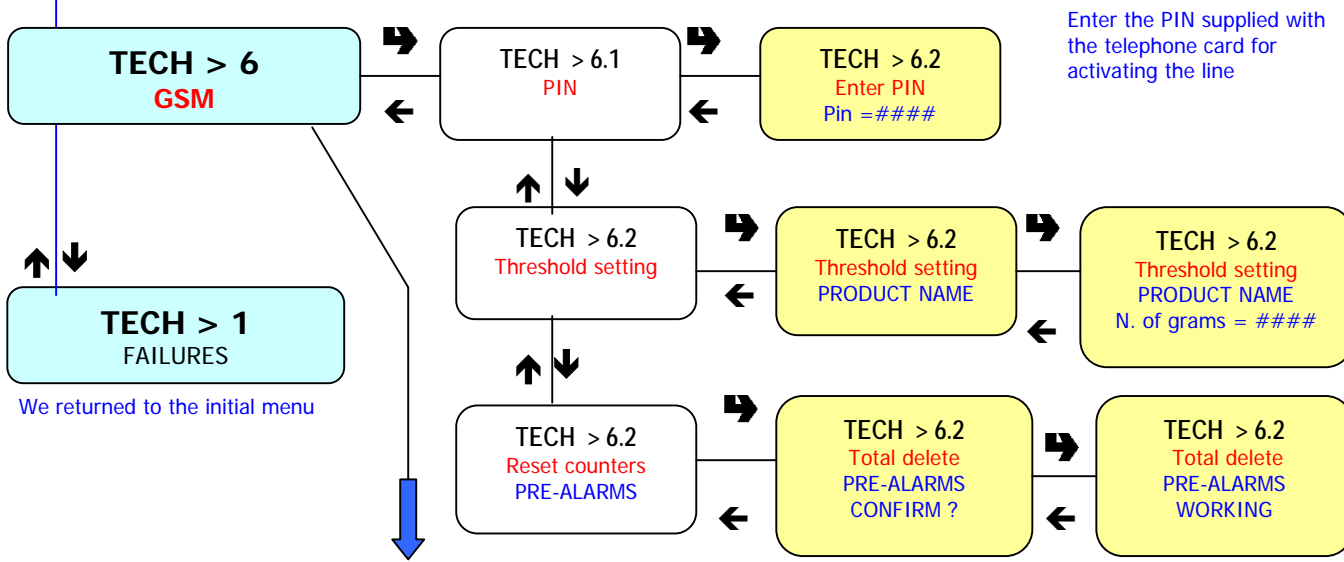 Enter the PIN supplied with
the telephone card for
activating the line
TECH > 6
GSM
TECH > 6.1
PIN
TECH > 6.2
Enter PIN
Pin =####
TECH > 6.2
Threshold setting
TECH > 6.2
Threshold setting
PRODUCT NAME
TECH > 6.2
Threshold setting
PRODUCT NAME
N. of grams = ####
TECH > 1
FAILURES
We returned to the initial menu
TECH > 6.2
Reset counters
PRE-ALARMS
TECH > 6.2
Total delete
PRE-ALARMS
CONFIRM ?
TECH > 6.2
Total delete
PRE-ALARMS
WORKING